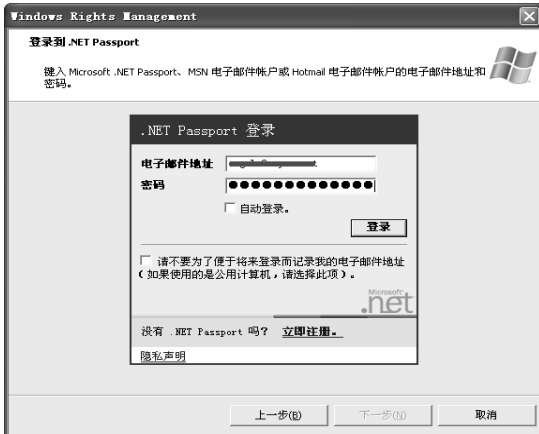 Windows Rights Management
登录到 .NET Passport
键入 Microsoft .NET Passport、MSN 电子邮件帐户或 Hotmail 电子邮件帐户的电子邮件地址和
密码。
.NET Passport 登录
电子邮件地址
密码 ●●●●●●●●●●●●●
自动登录。
登录
请不要为了便于将来登录而记录我的电子邮件地址
(如果使用的是公用计算机，请选择此项)。
Microsoft
.net
没有 .NET Passport 吗？ 立即注册。
隐私声明
上一步(B) 下一步(N) 取消